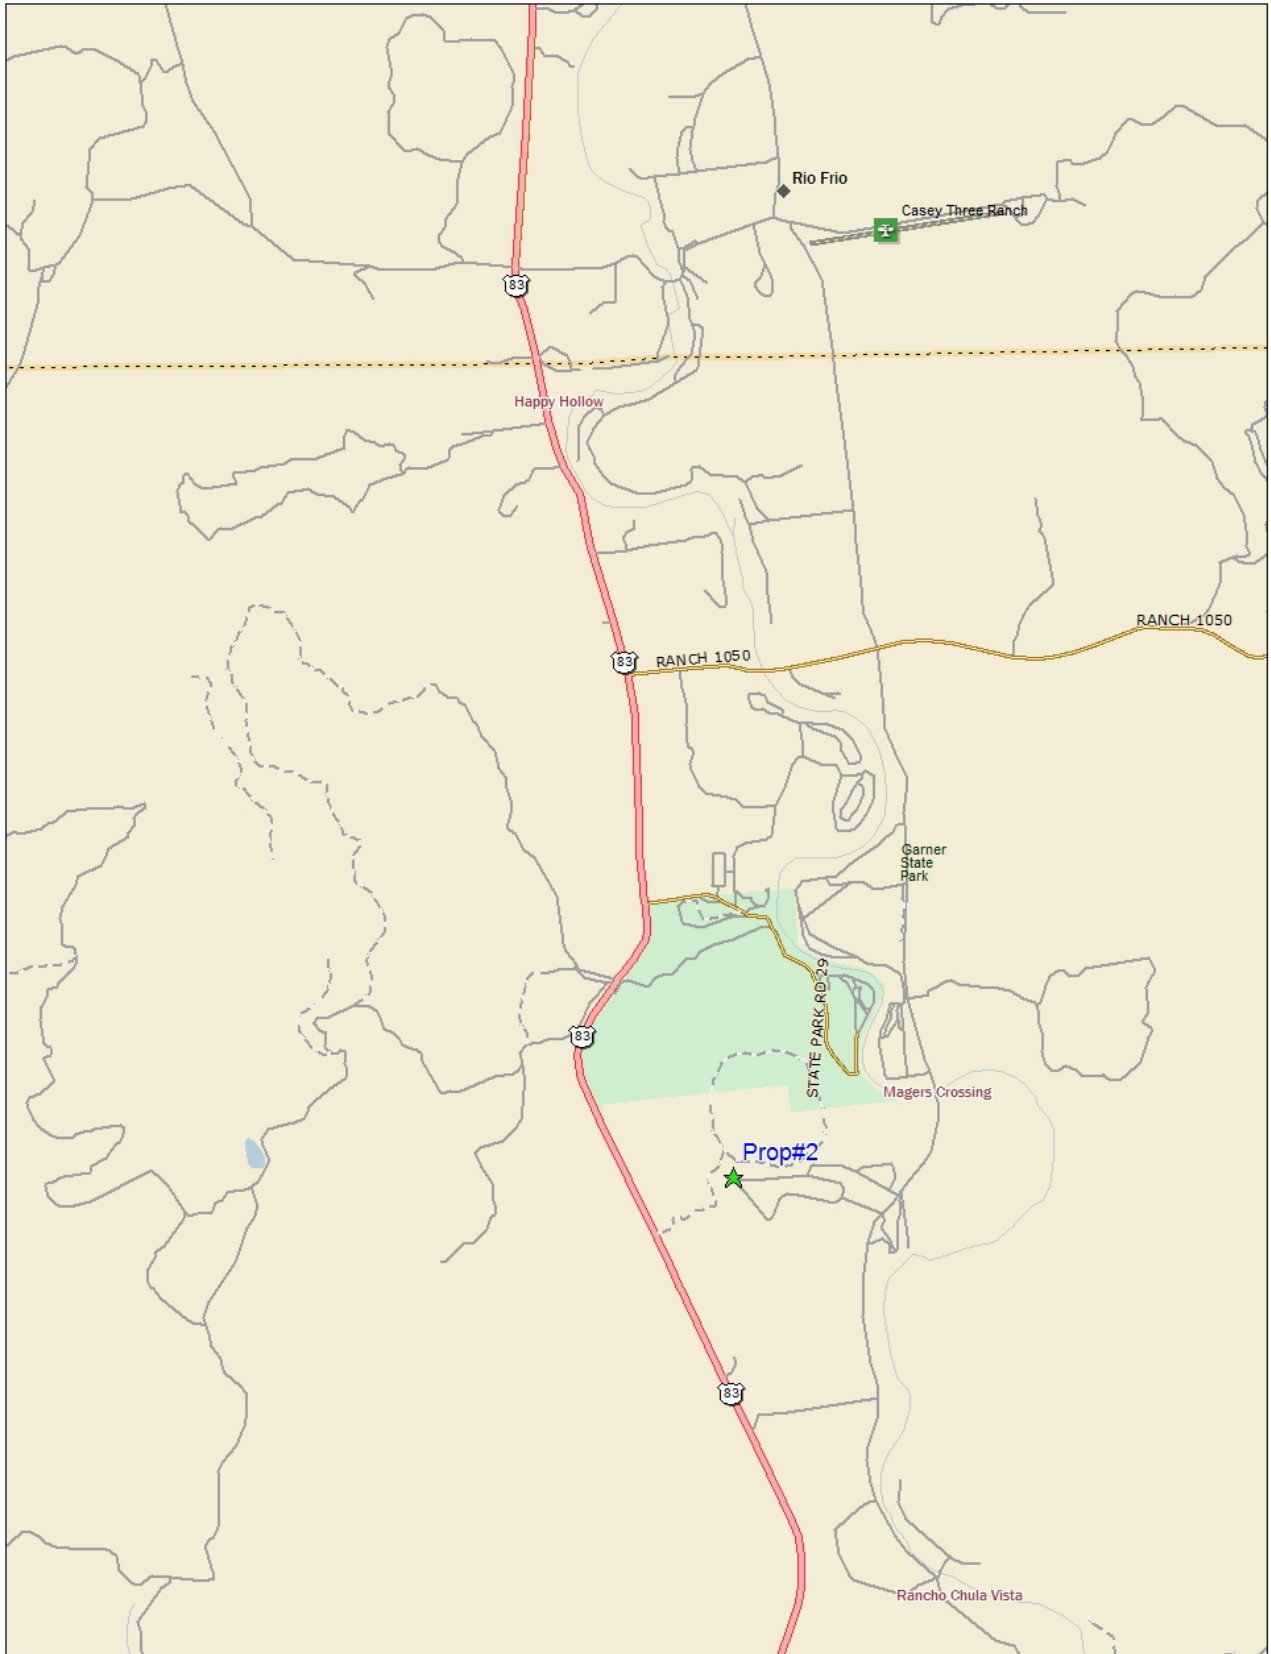 Rio Frio
Casey Three Ranch
83
Happy Hollow
RANCH 1050
83
RANCH 1050
Garner
State
Park
STATE PARK RD 29
83
Magers Crossing
Prop#2
83
Rancho Chula Vista